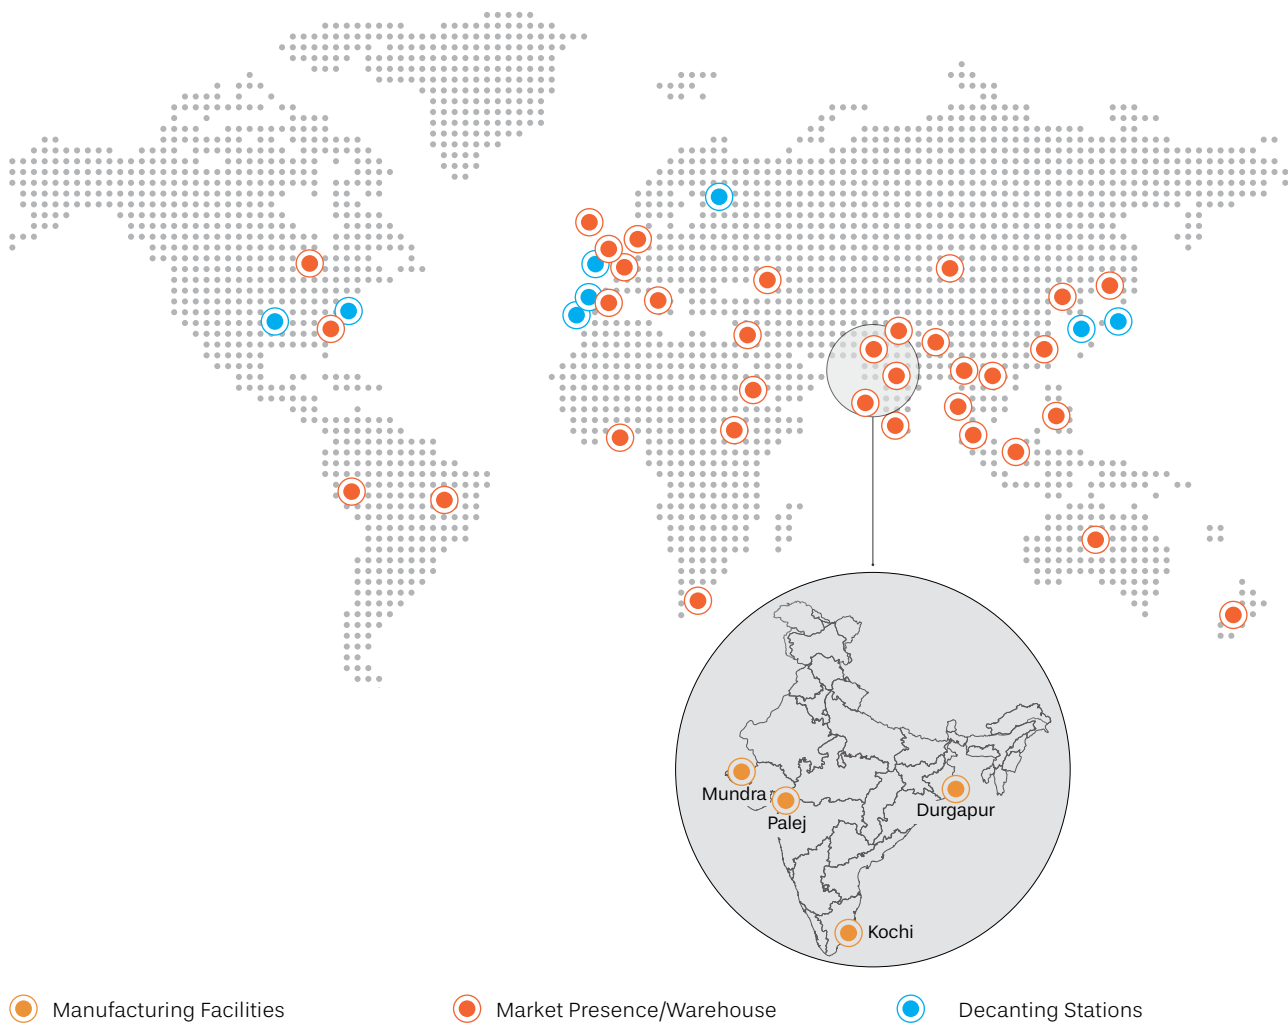 Mundra
Palej
Durgapur
Kochi
Manufacturing Facilities
Market Presence/Warehouse
Decanting Stations